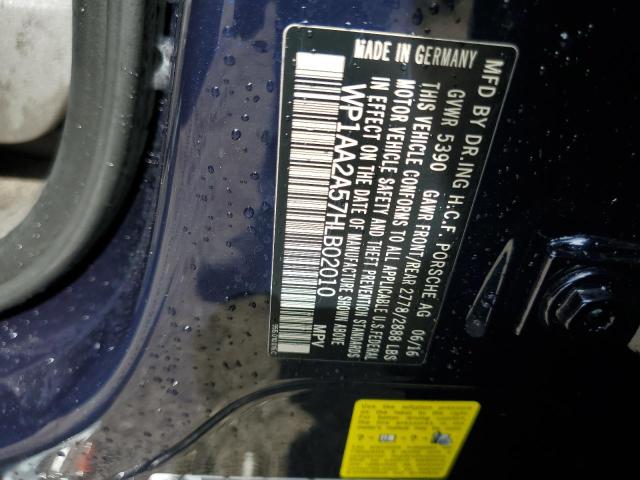 MADE IN GERMANY
MFD BY DR.ING H.C.F. PORSCHE AG 06/16
GVWR 5390 GAWR FRONT/REAR 2778/2888 LBS
THIS VEHICLE CONFORMS TO ALL APPLICABLE U.S. FEDERAL
MOTOR VEHICLE SAFETY AND THEFT PREVENTION STANDARDS
IN EFFECT ON THE DATE OF MANUFACTURE SHOWN ABOVE
WP1AA2A57HLB02010 MPV